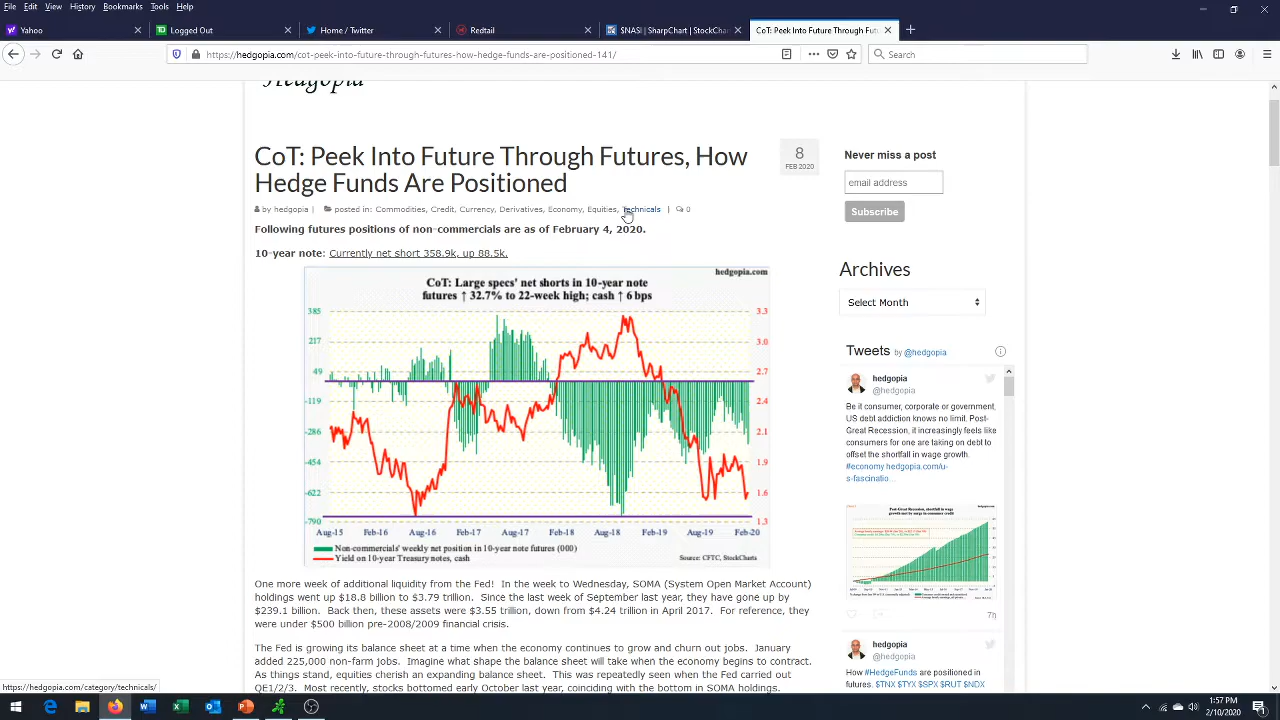 File Edit View History Bookmarks Tools Help
Yahoo
Logged Out
Home / Twitter
Redtail
$NASI | SharpChart | StockChart
CoT: Peek Into Future Through Futu
https://hedgopia.com/cot-peek-into-future-through-futures-how-hedge-funds-are-positioned-141/
Search
Hedgopia
CoT: Peek Into Future Through Futures, How
Hedge Funds Are Positioned
8
FEB 2020
by hedgopia | posted in: Commodities, Credit, Currency, Derivatives, Economy, Equities, Technicals | 0
Following futures positions of non-commercials are as of February 4, 2020.
10-year note: Currently net short 358.9k, up 88.5k.
hedgopia.com
CoT: Large specs' net shorts in 10-year note
futures ↑ 32.7% to 22-week high; cash ↑ 6 bps
385 3.3
217 3.0
49 2.7
-119 2.4
-286 2.1
-454 1.9
-622 1.6
-790 1.3
Aug-15 Feb-16 Aug-16 Feb-17 Aug-17 Feb-18 Aug-18 Feb-19 Aug-19 Feb-20
Non-commercials' weekly net position in 10-year note futures (000)
Yield on 10-year Treasury notes, cash
Source: CFTC, StockCharts
One more week of additional liquidity from the Fed! In the week to Wednesday, SOMA (System Open Market Account)
holdings went up $18.8 billion to $3.79 trillion. Since the last week of September last year, these have gone up by
$239.1 billion. Back then, these assets were $3.55 trillion, down from $4.24 trillion in April 2017. For reference, they
were under $500 billion pre-2008/2009 financial crisis.
The Fed is growing its balance sheet at a time when the economy continues to grow and churn out jobs. January
added 225,000 non-farm jobs. Imagine what shape the balance sheet will take when the economy begins to contract.
As things stand, equities cherish an expanding balance sheet. This was repeatedly seen when the Fed carried out
QE1/2/3. Most recently, stocks bottomed early October last year, coinciding with the bottom in SOMA holdings.
Never miss a post
email address
Subscribe
Archives
Select Month
Tweets by @hedgopia
hedgopia
@hedgopia
Be it consumer, corporate or government,
US debt addiction knows no limit. Post-
Great Recession, it increasingly feels like
consumers for one are taking on debt to
offset the shortfall in wage growth.
#economy hedgopia.com/u-
s-fascinatio…
Post-Great Recession, shortfall in wage
growth met by surge in consumer credit
7h
hedgopia
@hedgopia
How #HedgeFunds are positioned in
futures. $TNX $TYX $SPX $RUT $NDX
https://hedgopia.com/category/technicals/
1:57 PM
2/10/2020